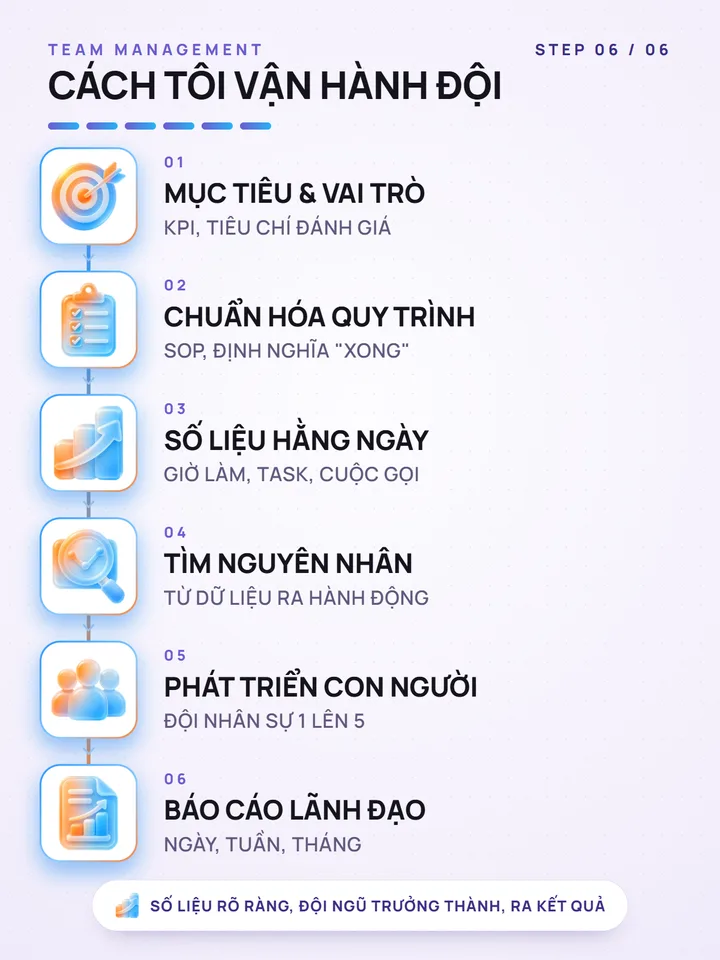 TEAM MANAGEMENT
STEP 06 / 06
CÁCH TÔI VẬN HÀNH ĐỘI
01
MỤC TIÊU & VAI TRÒ
KPI, TIÊU CHÍ ĐÁNH GIÁ
02
CHUẨN HÓA QUY TRÌNH
SOP, ĐỊNH NGHĨA "XONG"
03
SỐ LIỆU HẰNG NGÀY
GIỜ LÀM, TASK, CUỘC GỌI
04
TÌM NGUYÊN NHÂN
TỪ DỮ LIỆU RA HÀNH ĐỘNG
05
PHÁT TRIỂN CON NGƯỜI
ĐỘI NHÂN SỰ 1 LÊN 5
06
BÁO CÁO LÃNH ĐẠO
NGÀY, TUẦN, THÁNG
SỐ LIỆU RÕ RÀNG, ĐỘI NGŨ TRƯỞNG THÀNH, RA KẾT QUẢ